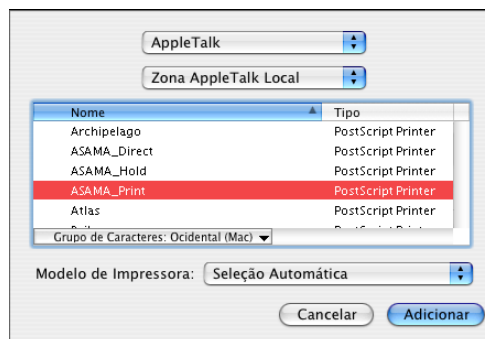 AppleTalk
Zona AppleTalk Local
Nome Tipo
Archipelago PostScript Printer
ASAMA_Direct PostScript Printer
ASAMA_Hold PostScript Printer
ASAMA_Print PostScript Printer
Atlas PostScript Printer
Grupo de Caracteres: Ocidental (Mac)
Modelo de Impressora: Seleção Automática
Cancelar Adicionar